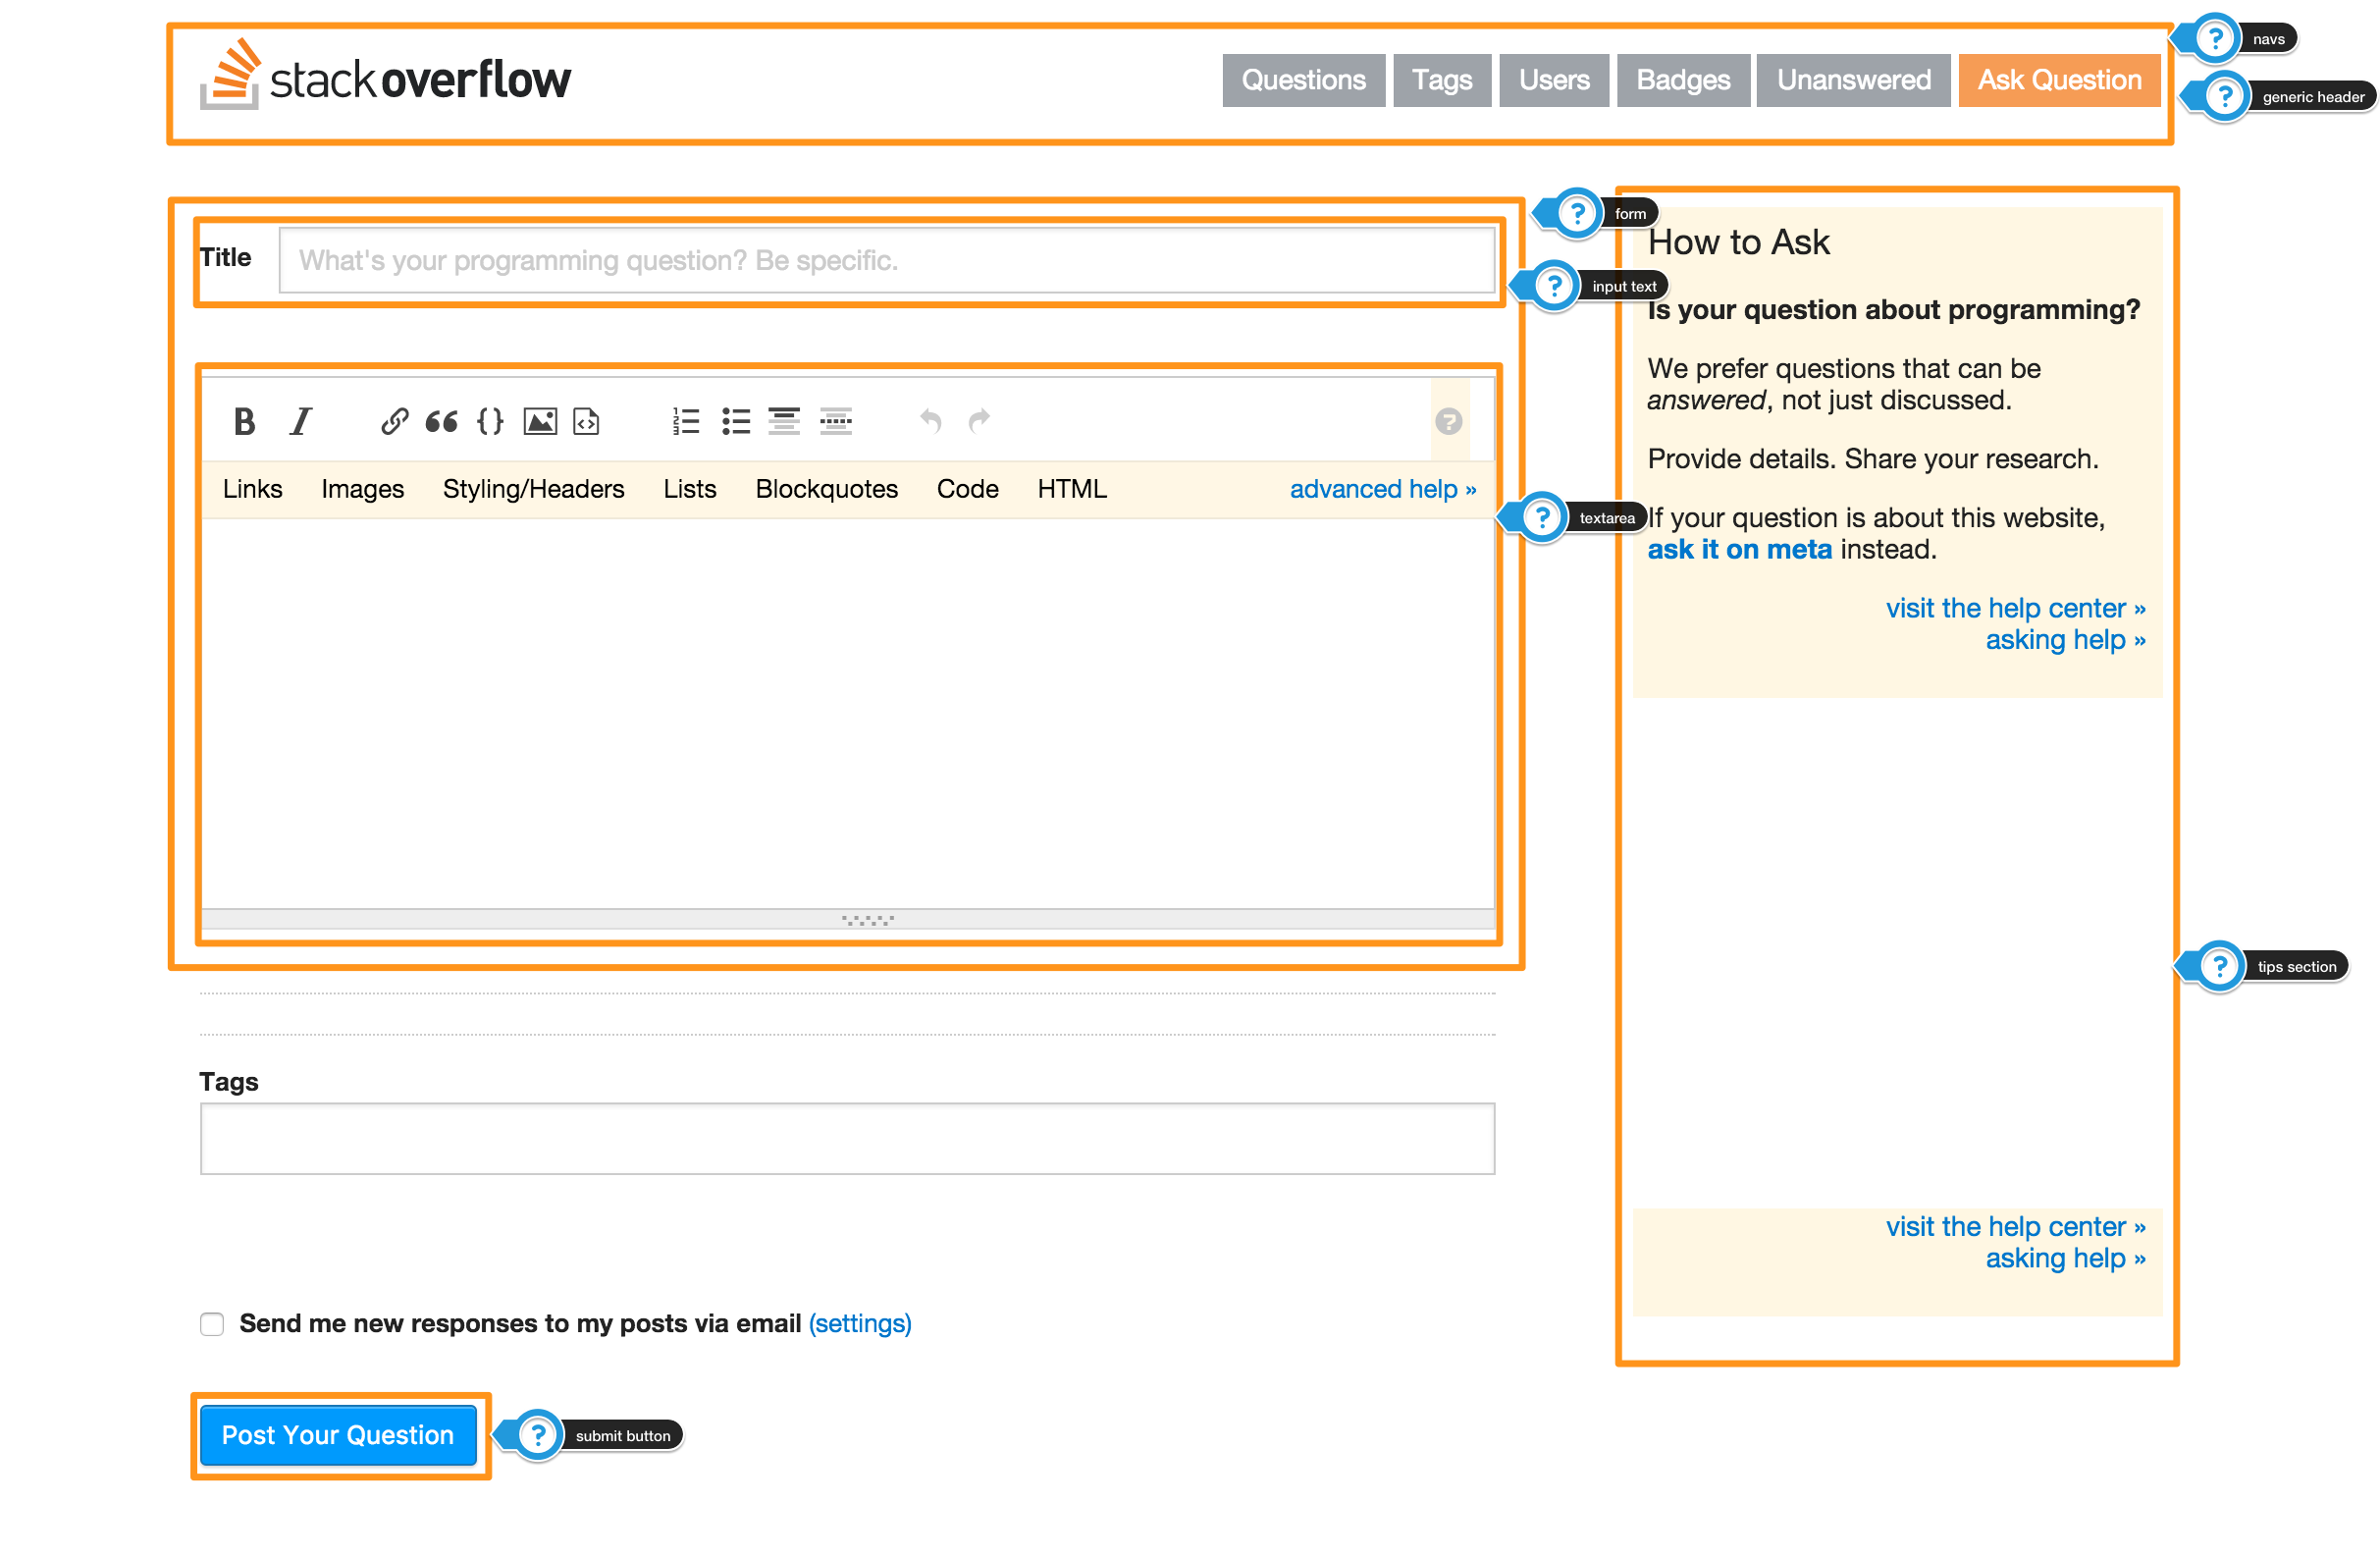 stackoverflow
Questions Tags Users Badges Unanswered Ask Question
navs
generic header
form
Title What's your programming question? Be specific.
input text
Links Images Styling/Headers Lists Blockquotes Code HTML advanced help »
textarea
Tags
Send me new responses to my posts via email (settings)
Post Your Question
submit button
How to Ask
Is your question about programming?
We prefer questions that can be
answered, not just discussed.
Provide details. Share your research.
If your question is about this website,
ask it on meta instead.
visit the help center »
asking help »
tips section
visit the help center »
asking help »